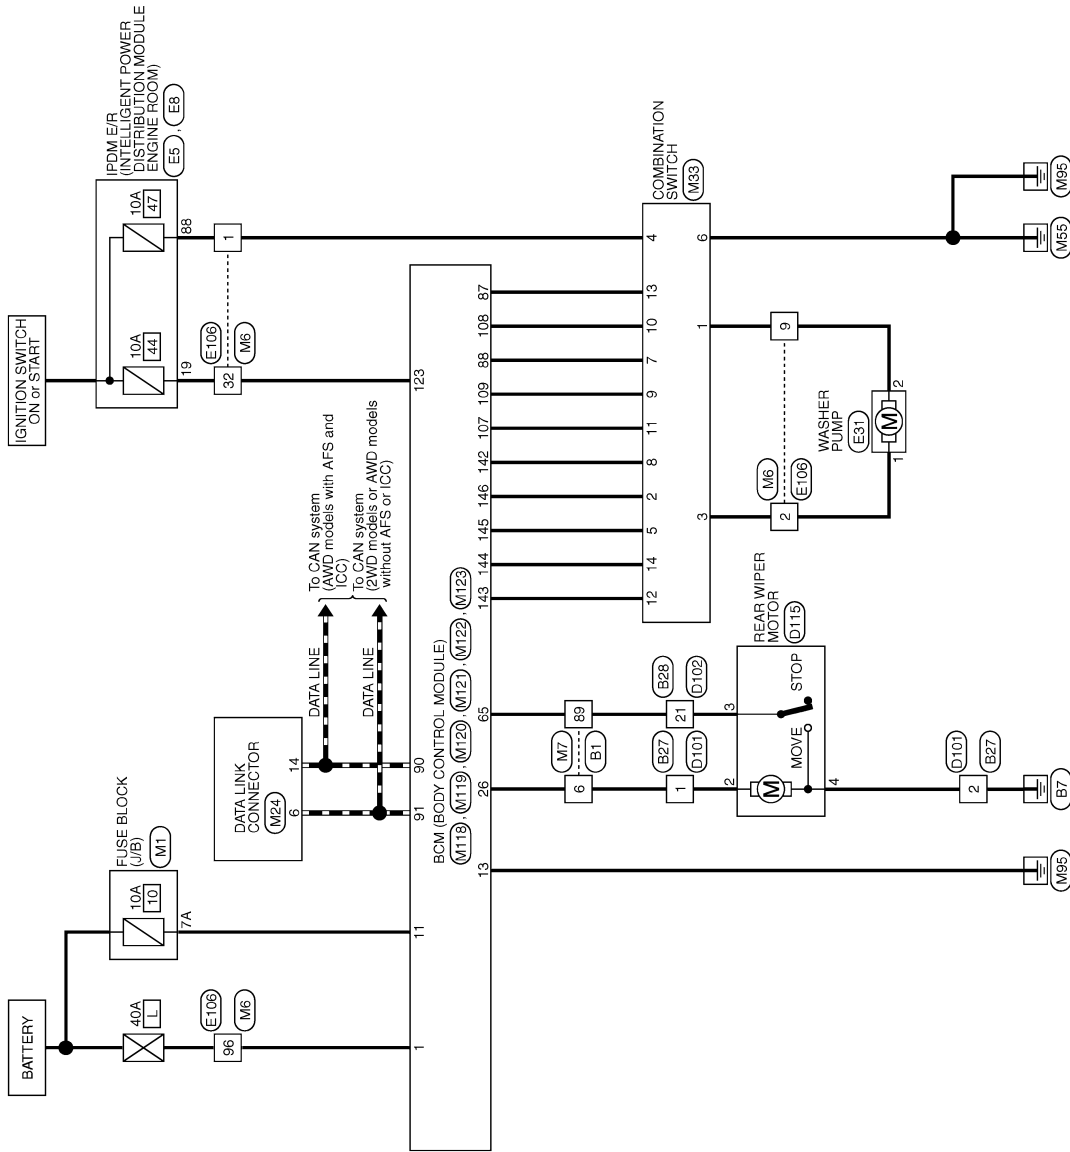 BATTERY
IGNITION SWITCH
ON or START
40A
L
E106
M6
96
1
FUSE BLOCK
(J/B)
M1
10A
10
7A
11
IPDM E/R
(INTELLIGENT POWER
DISTRIBUTION MODULE
ENGINE ROOM)
E5 , E8
10A
44
10A
47
19
88
E106
M6
32
1
123
DATA LINK
CONNECTOR
M24
6
14
DATA LINE
DATA LINE
To CAN system
(AWD models with AFS and
ICC)
To CAN system
(2WD models or AWD models
without AFS or ICC)
91
90
BCM (BODY CONTROL MODULE)
M118 , M119 , M120 , M121 , M122 , M123
13
26
65
143
144
145
146
142
107
109
88
108
87
COMBINATION
SWITCH
M33
12
14
5
2
8
11
9
7
10
13
4
3
1
6
M7
B1
6
89
B27
D101
1
B28
D102
21
REAR WIPER
MOTOR
D115
2
3
M
MOVE
STOP
4
D101
B27
2
M6
E106
2
9
WASHER
PUMP
E31
M
1
2
M95
B7
M55
M95